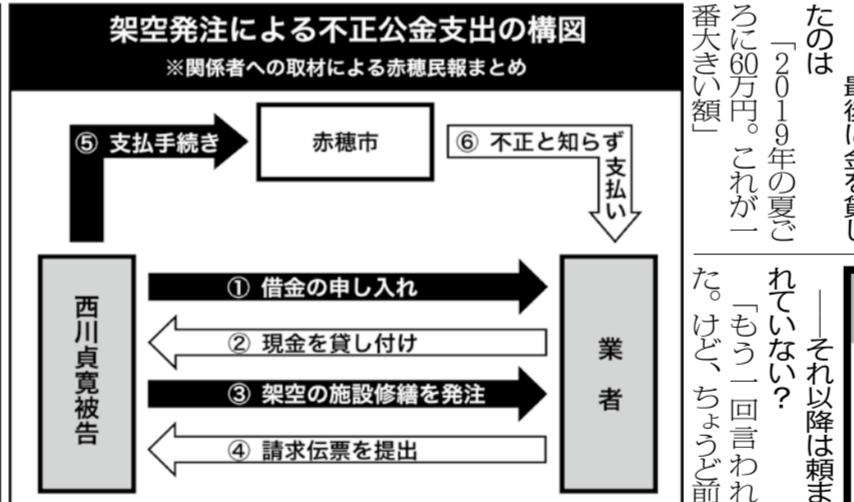 架空発注による不正公金支出の構図
※関係者への取材による赤穂民報まとめ
⑤ 支払手続き
赤穂市
⑥ 不正と知らず
支払い
西川貞寛被告
① 借金の申し入れ
② 現金を貸し付け
③ 架空の施設修繕を発注
④ 請求伝票を提出
業者
たのは
「2019年の夏ご
ろに60万円。これが一
番大きい額」
――それ以降は頼ま
れていない?
「もう一回言われ
た。けど、ちょうど前